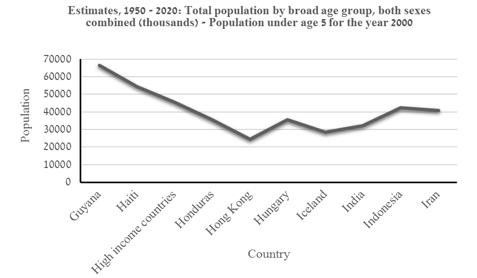 Estimates, 1950 - 2020: Total population by broad age group, both sexes
combined (thousands) - Population under age 5 for the year 2000
70000
60000
50000
40000
30000
20000
10000
0
Population
Guyana
Haiti
High income countries
Honduras
Hong Kong
Hungary
Iceland
India
Indonesia
Iran
Country